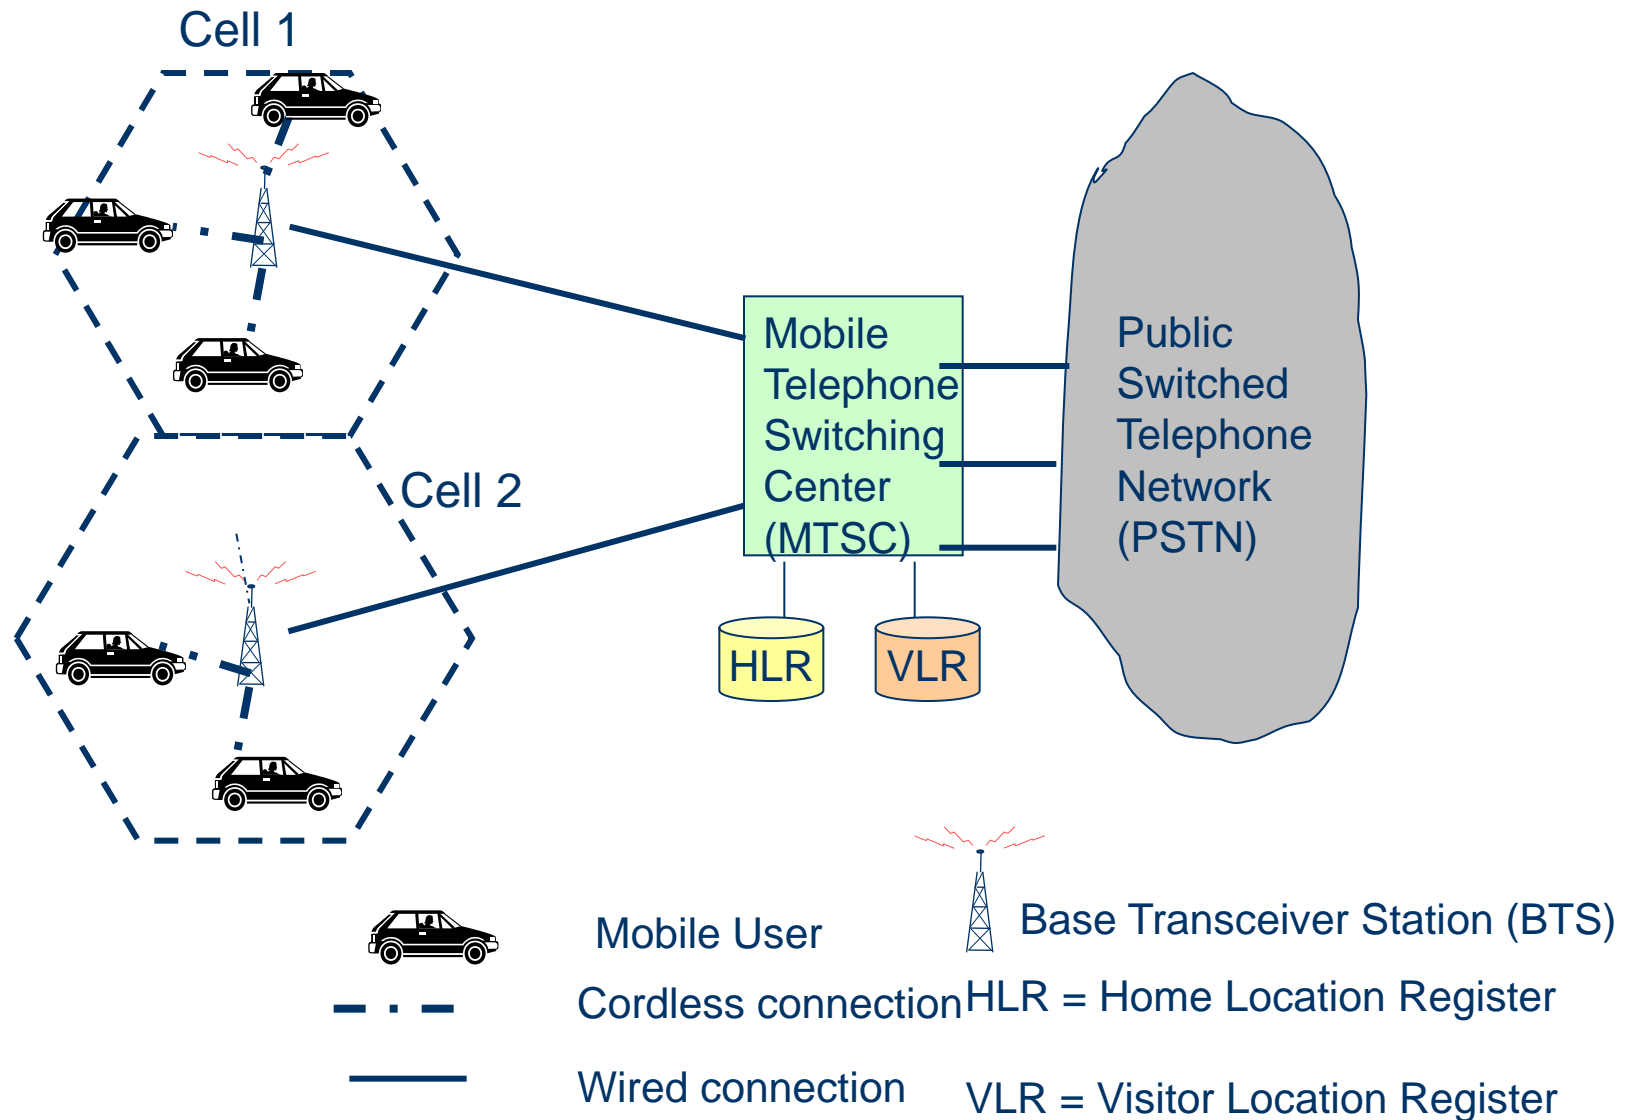 Cell 1
Mobile
Telephone
Switching
Center
(MTSC)
Public
Switched
Telephone
Network
(PSTN)
Cell 2
HLR
VLR
Mobile User
Base Transceiver Station (BTS)
Cordless connection
HLR = Home Location Register
Wired connection
VLR = Visitor Location Register